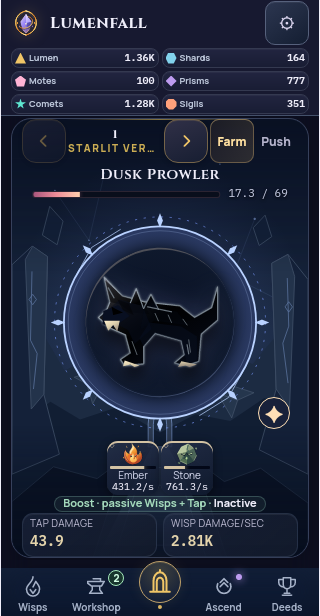 LUMENFALL
Lumen 1.36K
Shards 164
Motes 100
Prisms 777
Comets 1.28K
Sigils 351
1
STARLIT VER...
Farm
Push
DUSK PROWLER
17.3 / 69
Ember
431.2/s
Stone
761.3/s
Boost · passive Wisps + Tap · Inactive
TAP DAMAGE
43.9
WISP DAMAGE/SEC
2.81K
Wisps
Workshop
2
Ascend
Deeds